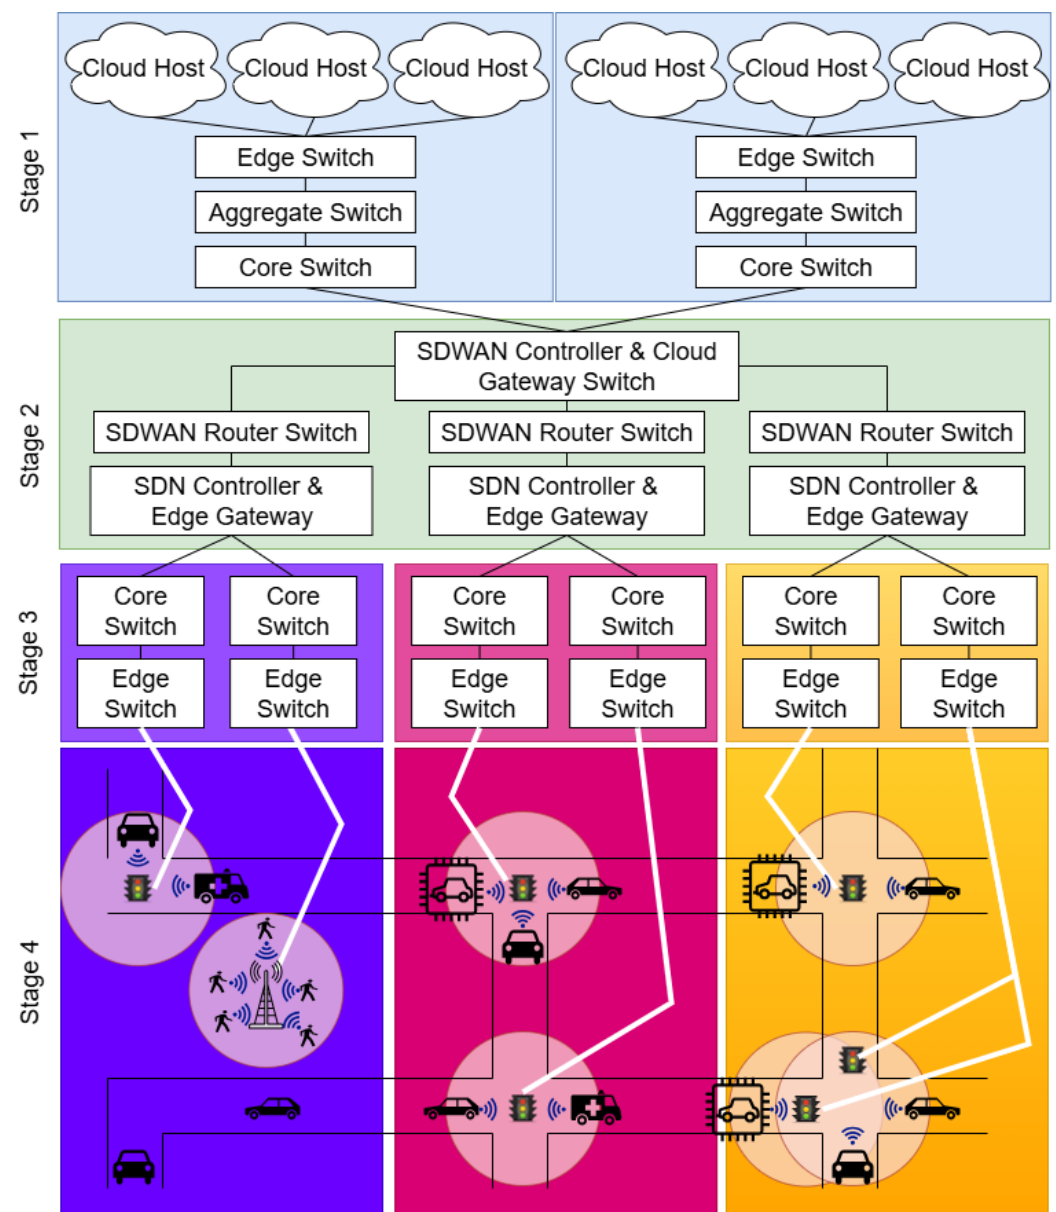 Stage 1
Cloud Host
Cloud Host
Cloud Host
Cloud Host
Cloud Host
Cloud Host
Edge Switch
Edge Switch
Aggregate Switch
Aggregate Switch
Core Switch
Core Switch
Stage 2
SDWAN Controller & Cloud
Gateway Switch
SDWAN Router Switch
SDWAN Router Switch
SDWAN Router Switch
SDN Controller &
Edge Gateway
SDN Controller &
Edge Gateway
SDN Controller &
Edge Gateway
Stage 3
Core
Switch
Core
Switch
Core
Switch
Core
Switch
Core
Switch
Core
Switch
Edge
Switch
Edge
Switch
Edge
Switch
Edge
Switch
Edge
Switch
Edge
Switch
Stage 4